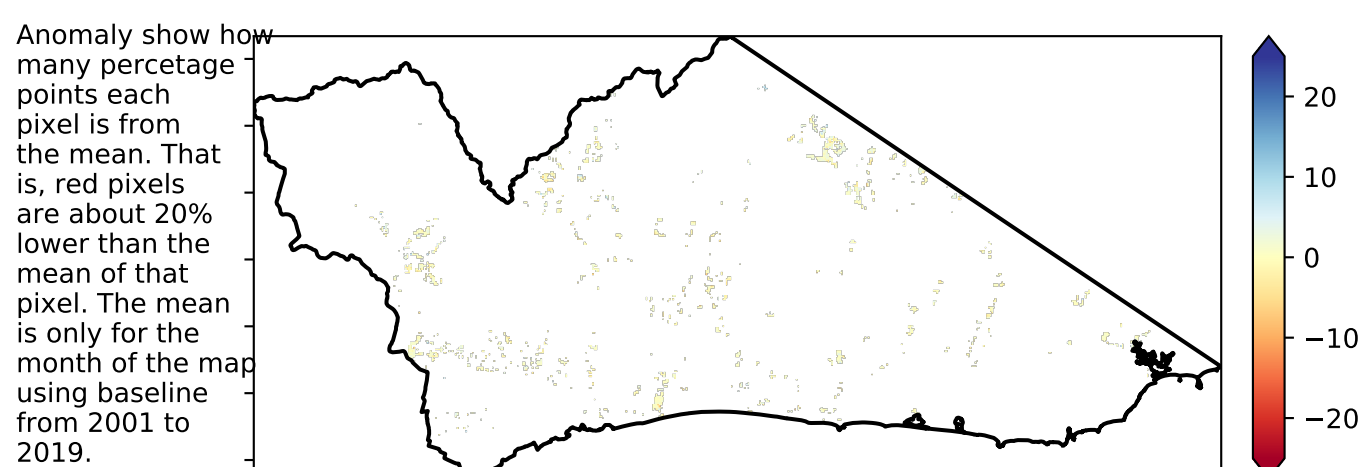 Anomaly show how
many percetage
points each
pixel is from
the mean. That
is, red pixels
are about 20%
lower than the
mean of that
pixel. The mean
is only for the
month of the map
using baseline
from 2001 to
2019.
20
10
0
−10
−20